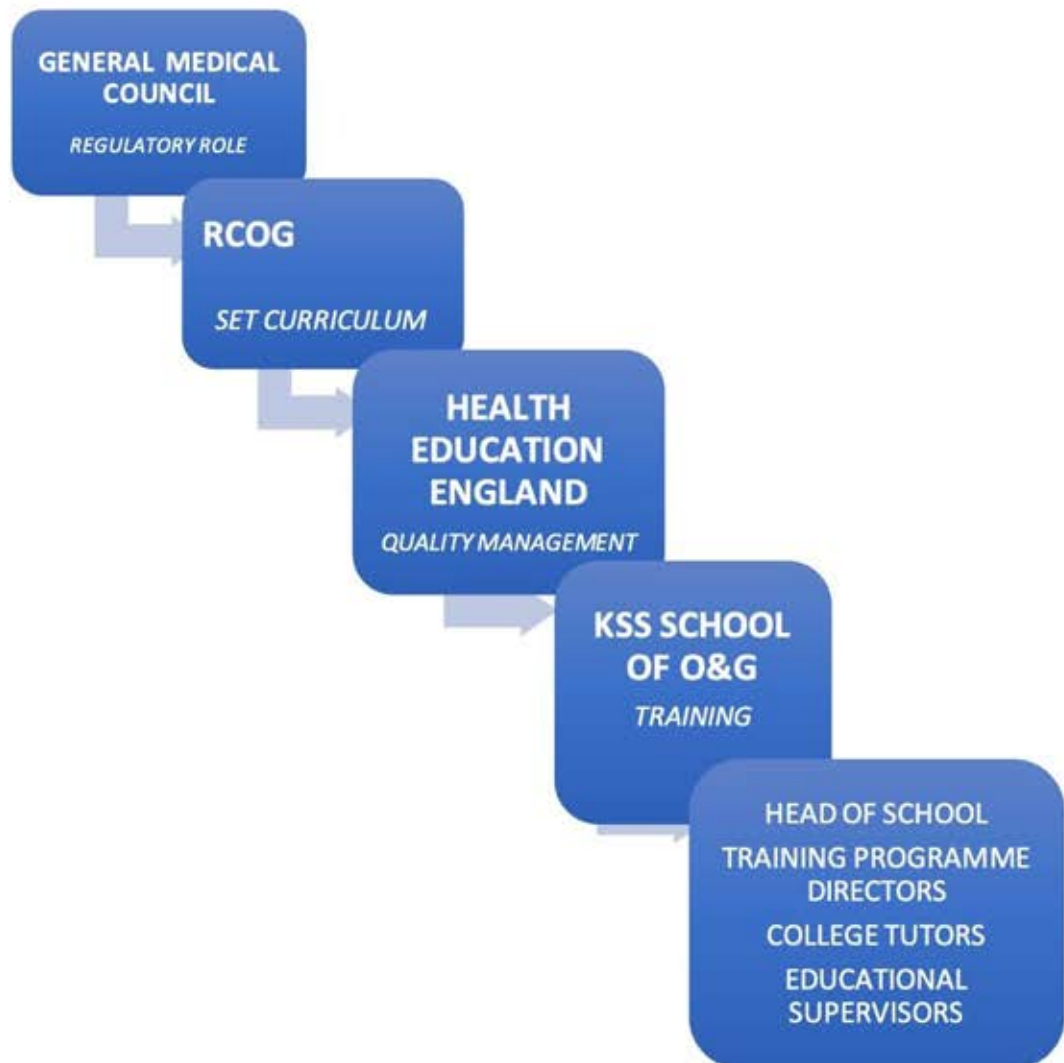 GENERAL MEDICAL
COUNCIL
REGULATORY ROLE
RCOG
SET CURRICULUM
HEALTH
EDUCATION
ENGLAND
QUALITY MANAGEMENT
KSS SCHOOL
OF O&G
TRAINING
HEAD OF SCHOOL
TRAINING PROGRAMME
DIRECTORS
COLLEGE TUTORS
EDUCATIONAL
SUPERVISORS